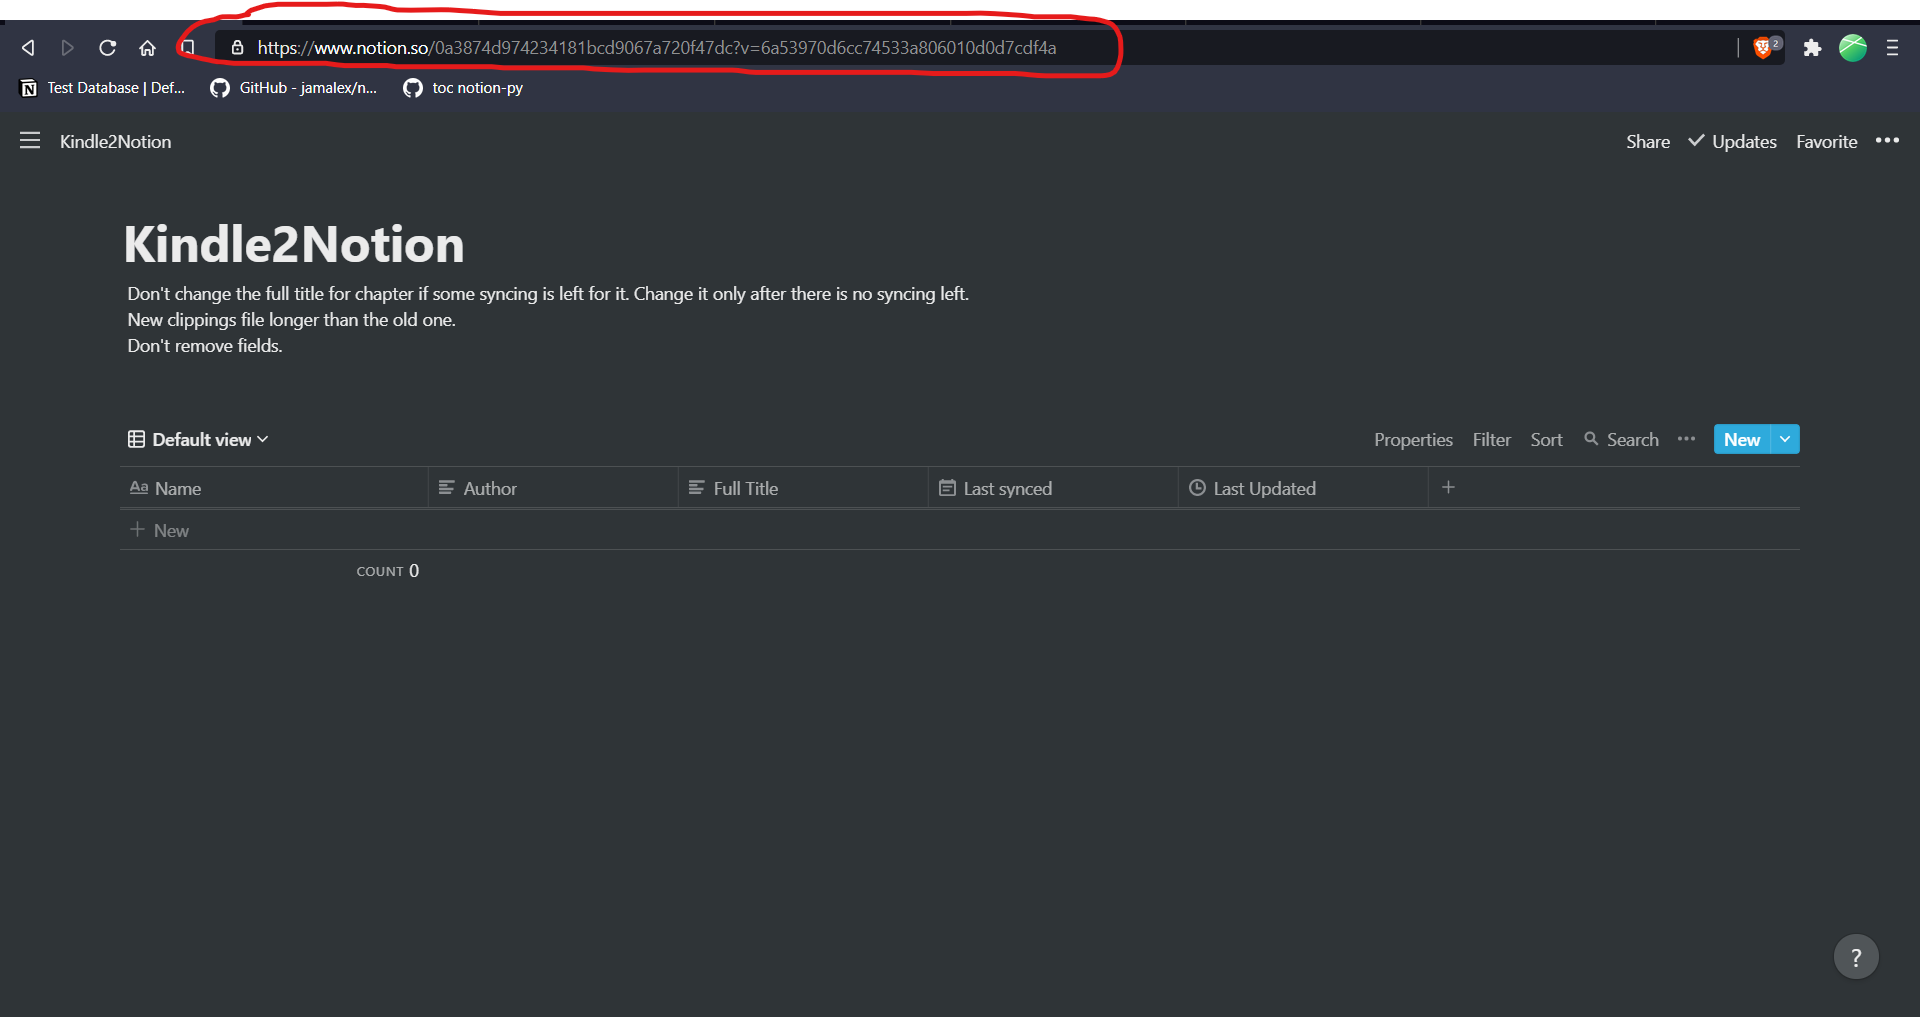 https://www.notion.so/0a3874d974234181bcd9067a720f47dc?v=6a53970d6cc74533a806010d0d7cdf4a
2
Test Database | Def... GitHub - jamalex/n... toc notion-py
Kindle2Notion Share Updates Favorite
Kindle2Notion
Don't change the full title for chapter if some syncing is left for it. Change it only after there is no syncing left.
New clippings file longer than the old one.
Don't remove fields.
Default view Properties Filter Sort Search New
Aa Name Author Full Title Last synced Last Updated +
+ New
COUNT 0
?